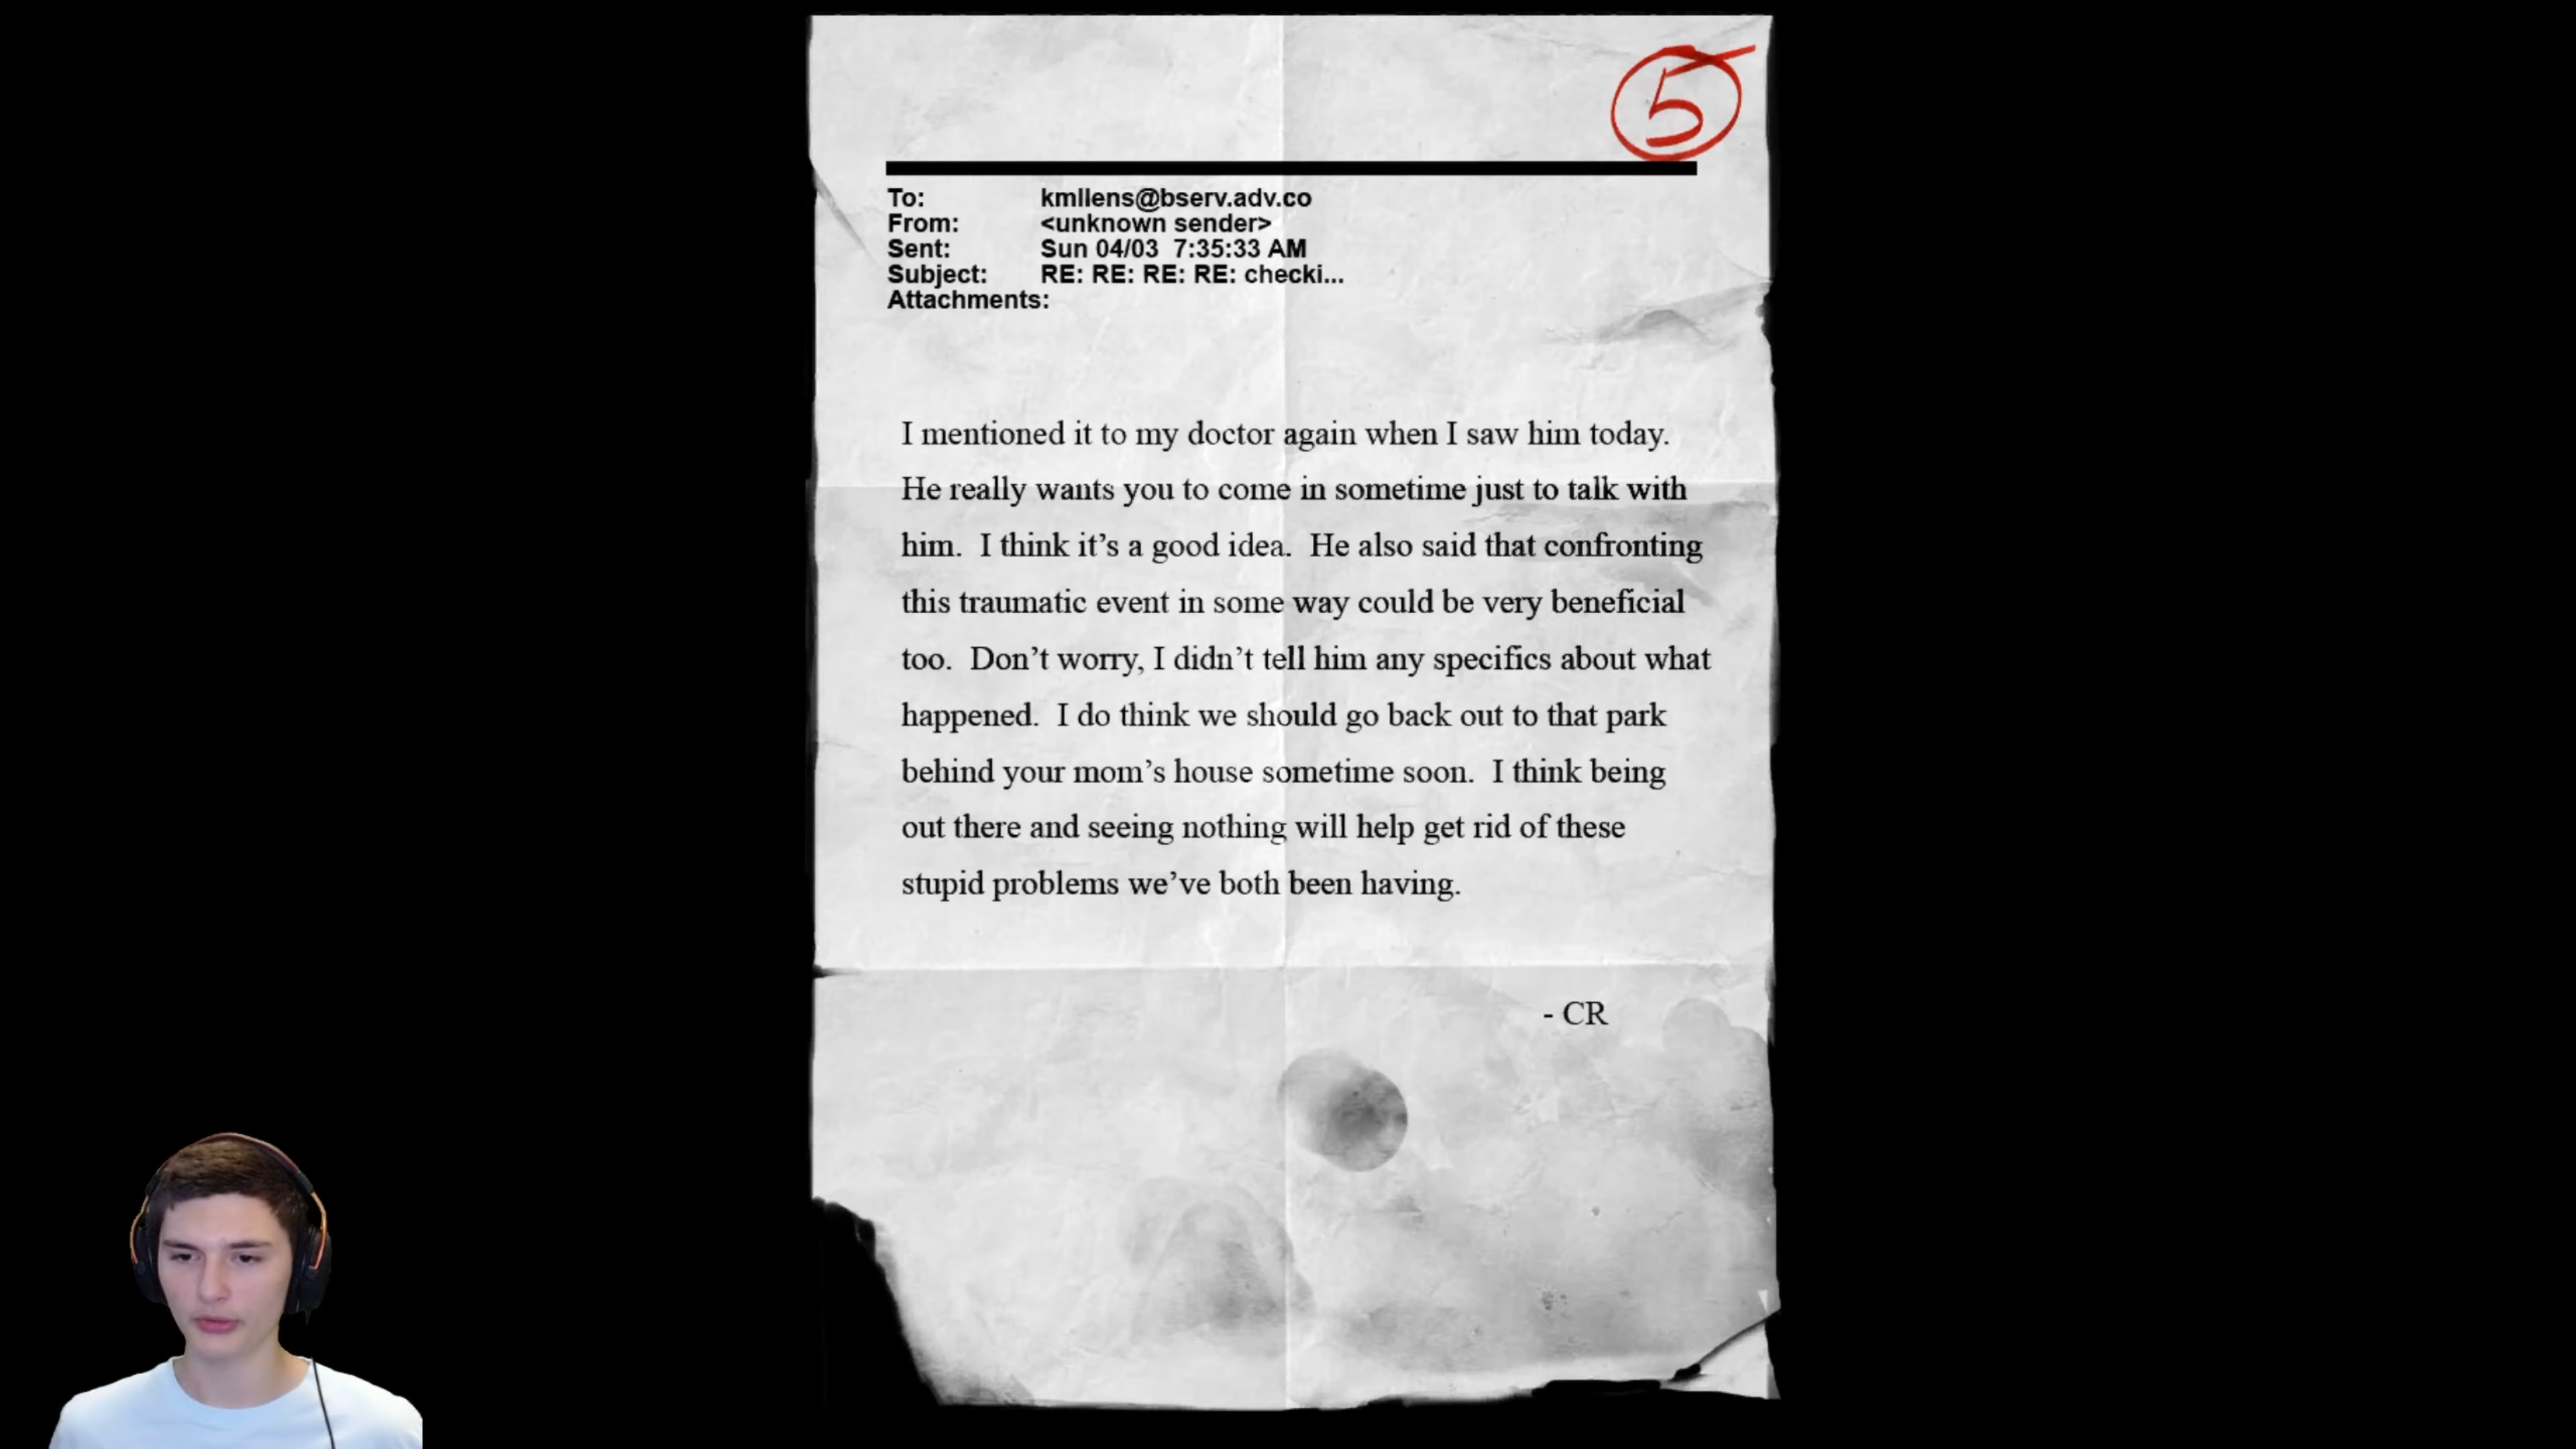 5
To: kmllens@bserv.adv.co
From: <unknown sender>
Sent: Sun 04/03  7:35:33 AM
Subject: RE: RE: RE: RE: checki...
Attachments:
I mentioned it to my doctor again when I saw him today.
He really wants you to come in sometime just to talk with
him.  I think it’s a good idea.  He also said that confronting
this traumatic event in some way could be very beneficial
too.  Don’t worry, I didn’t tell him any specifics about what
happened.  I do think we should go back out to that park
behind your mom’s house sometime soon.  I think being
out there and seeing nothing will help get rid of these
stupid problems we’ve both been having.
- CR